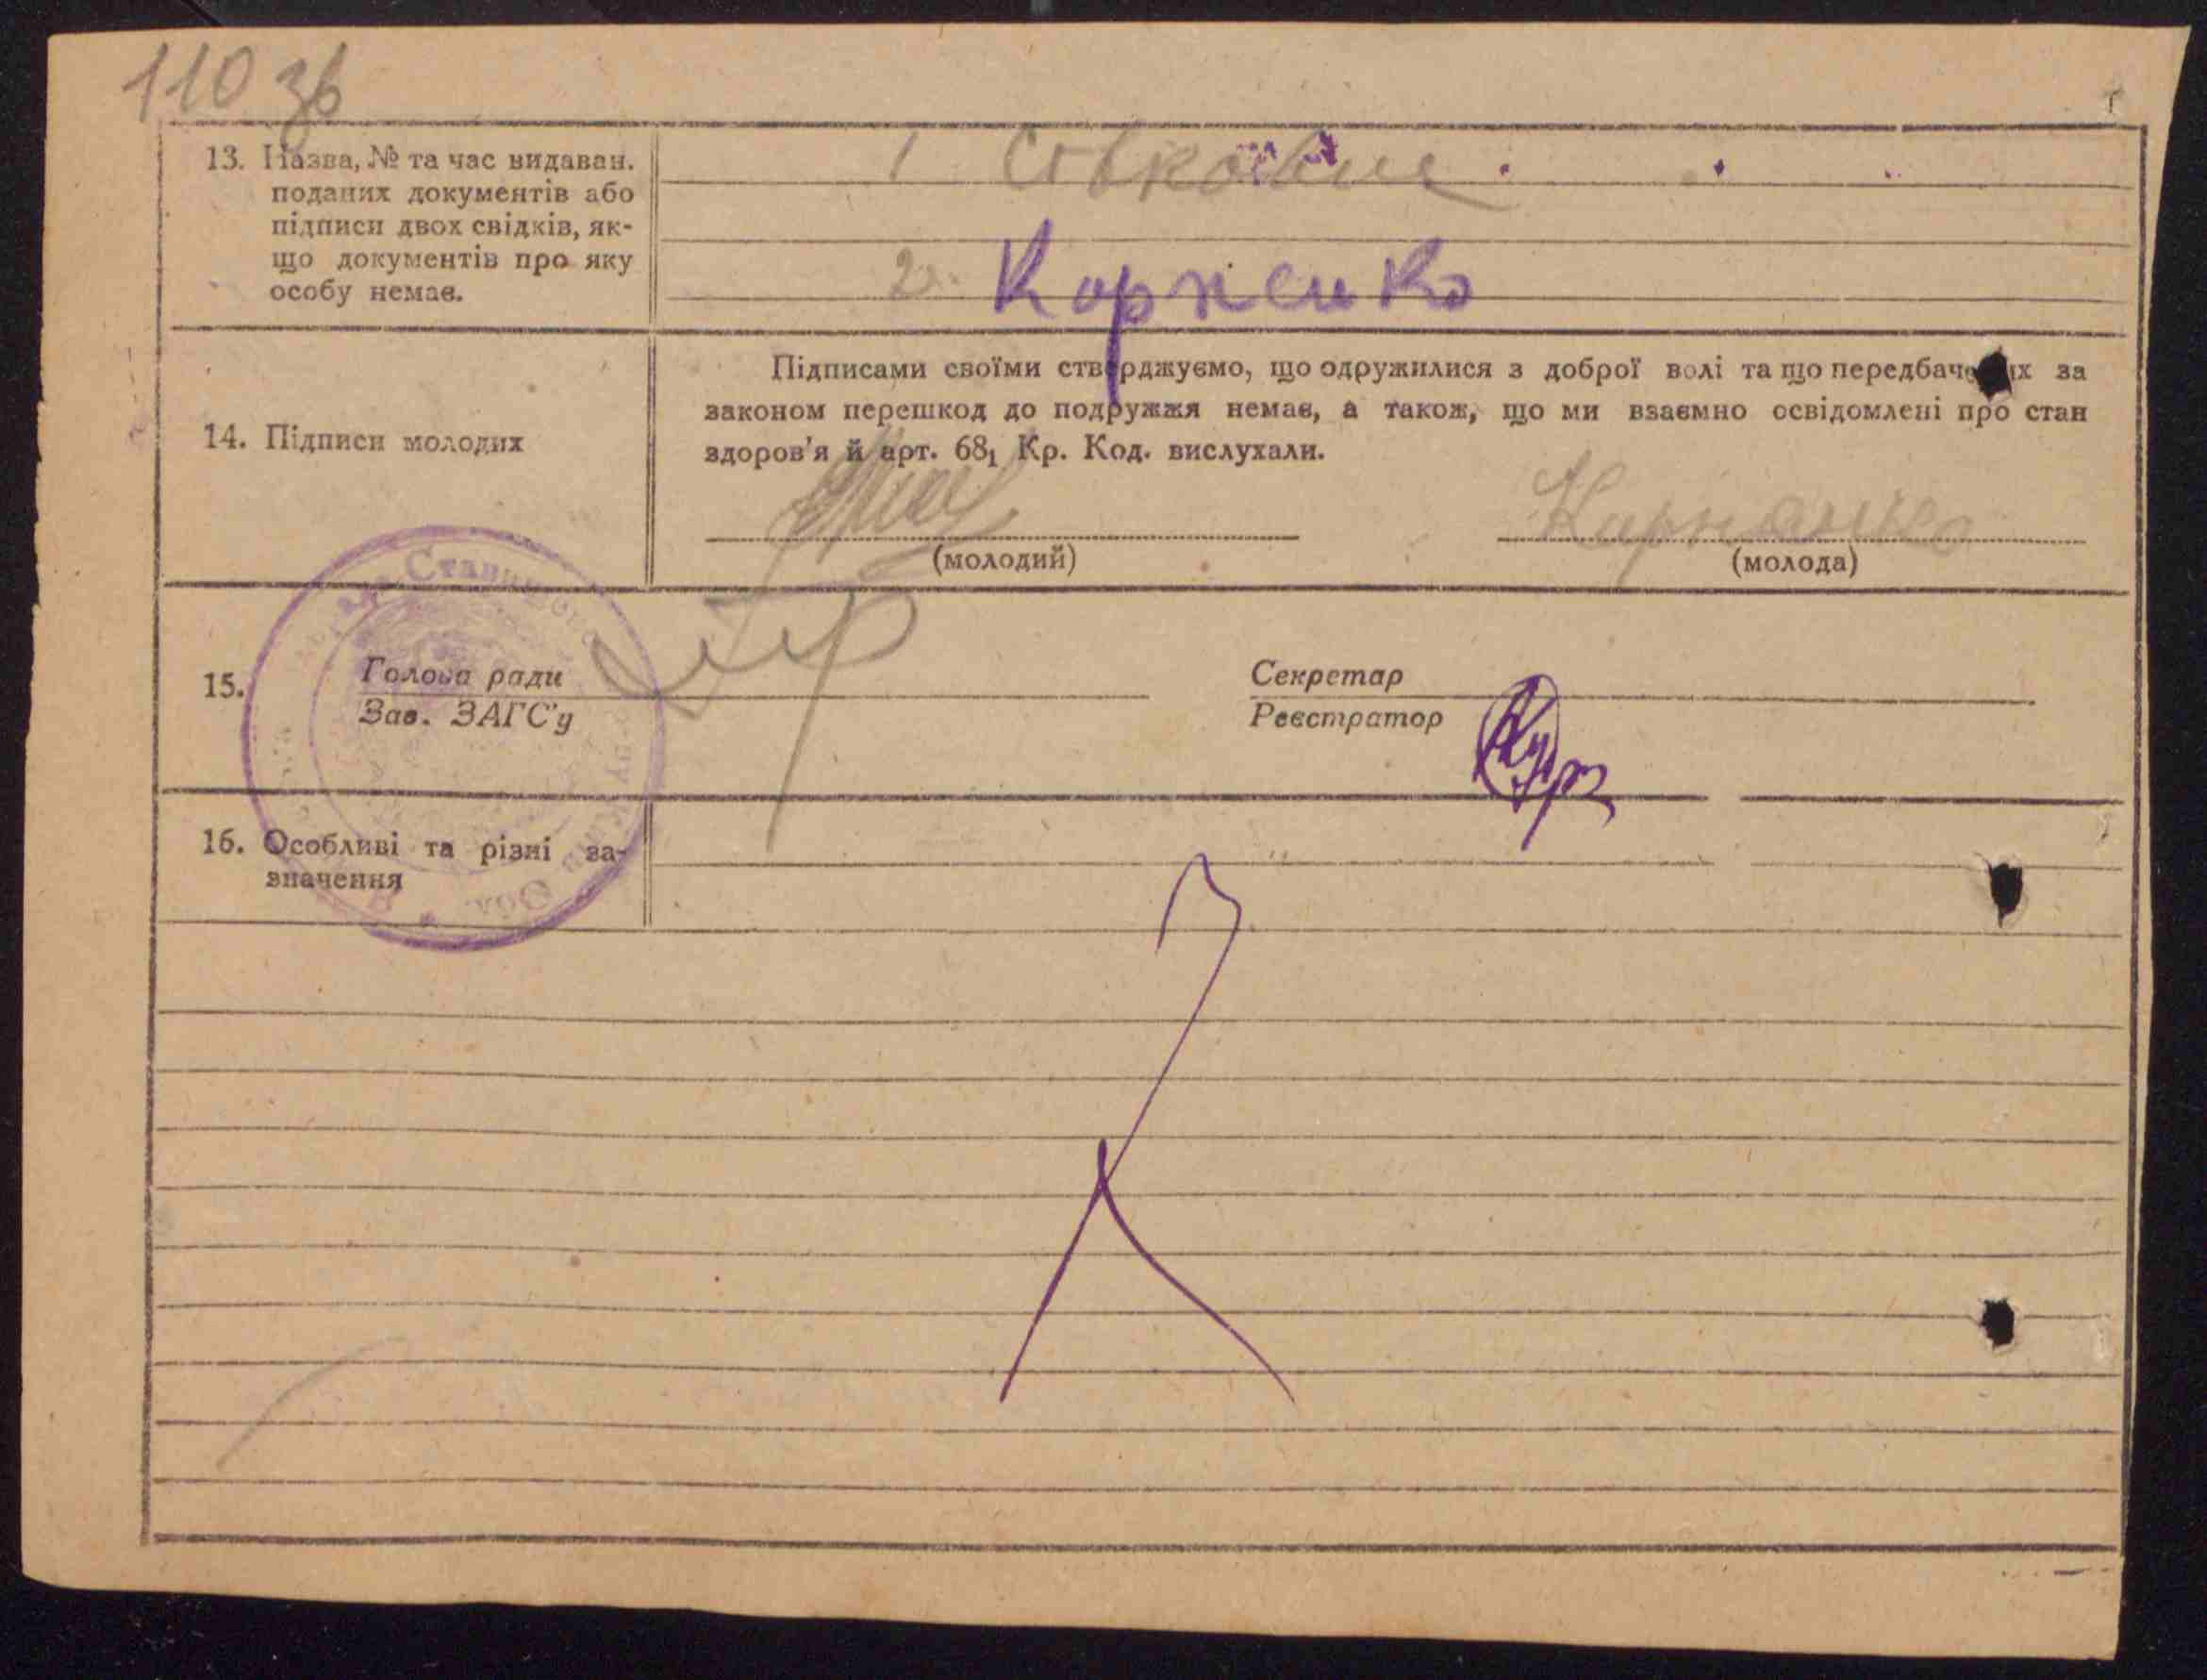 110 зв
13. Назва, № та час видаван.
поданих документів або
підписи двох свідків, як-
що документів про яку
особу немає.
1
2. Корненко
14. Підписи молодих
Підписами своїми стверджуємо, що одружилися з доброї волі та що передбачених за
законом перешкод до подружжя немає, а також, що ми взаємно освідомлені про стан
здоров'я й арт. 68₁ Кр. Код. вислухали.
(молодий)
(молода)
15.
Голова ради
Зав. ЗАГС'у
Секретар
Реєстратор
16. Особливі та різні за-
значення